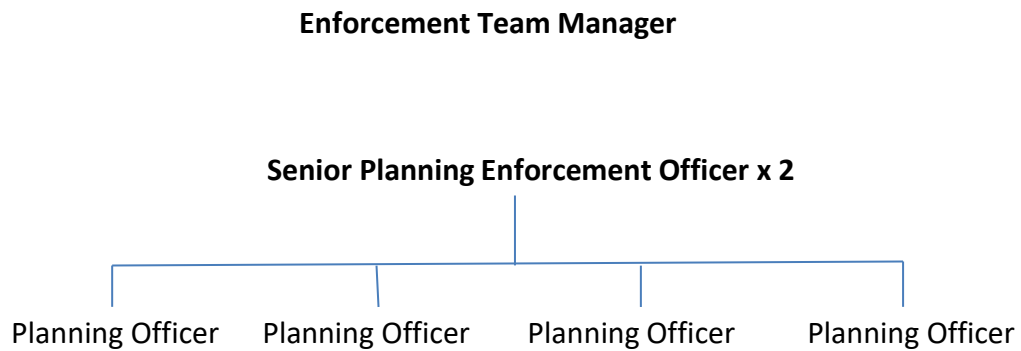 Enforcement Team Manager
Senior Planning Enforcement Officer x 2
Planning Officer Planning Officer Planning Officer Planning Officer